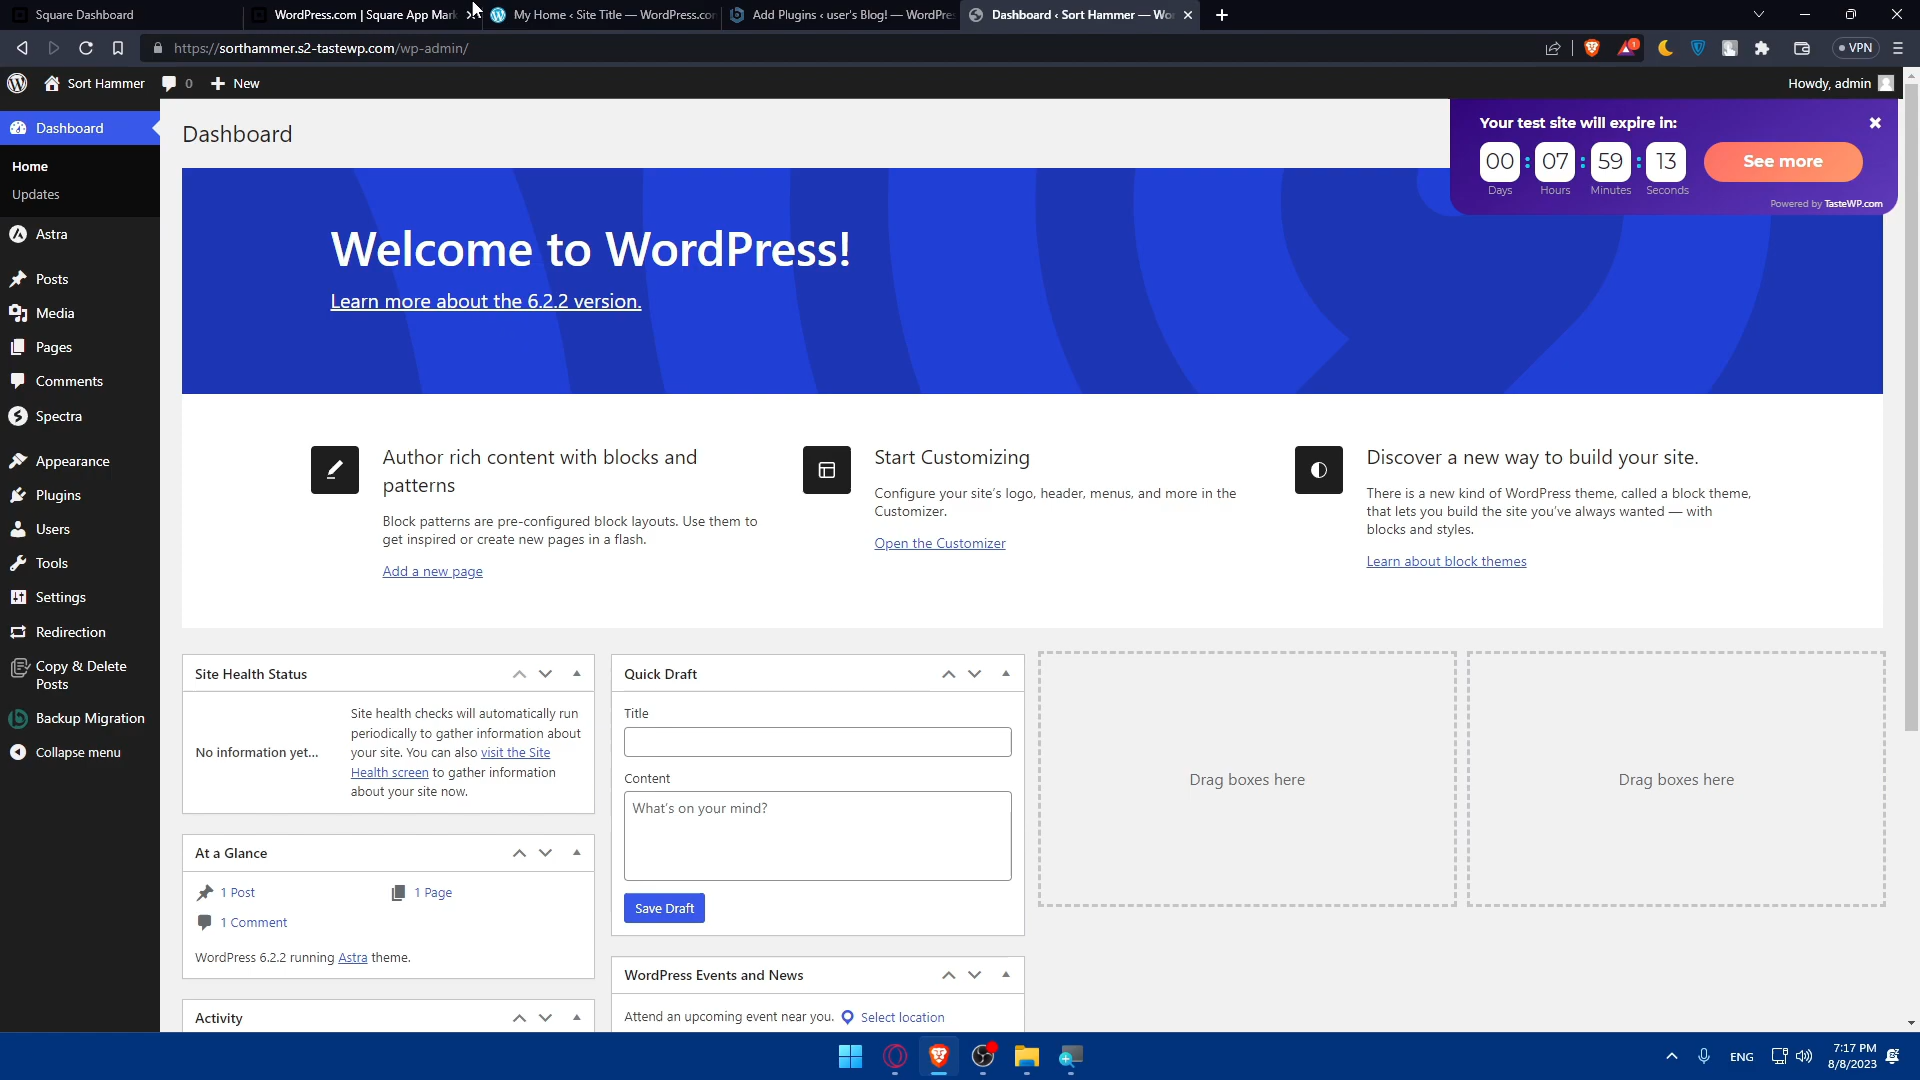 Square Dashboard
WordPress.com | Square App Mark
My Home ‹ Site Title — WordPress.com
Add Plugins ‹ user's Blog! — WordPre
Dashboard ‹ Sort Hammer — Wor
https://sorthammer.s2-tastewp.com/wp-admin/
1
VPN
Sort Hammer
0
New
Howdy, admin
Dashboard
Home
Updates
Astra
Posts
Media
Pages
Comments
Spectra
Appearance
Plugins
Users
Tools
Settings
Redirection
Copy & Delete
Posts
Backup Migration
Collapse menu
Dashboard
Your test site will expire in:
00 : 07 : 59 : 13
Days Hours Minutes Seconds
See more
Powered by TasteWP.com
Welcome to WordPress!
Learn more about the 6.2.2 version.
Author rich content with blocks and
patterns
Block patterns are pre-configured block layouts. Use them to
get inspired or create new pages in a flash.
Add a new page
Start Customizing
Configure your site's logo, header, menus, and more in the
Customizer.
Open the Customizer
Discover a new way to build your site.
There is a new kind of WordPress theme, called a block theme,
that lets you build the site you've always wanted — with
blocks and styles.
Learn about block themes
Site Health Status
No information yet...
Site health checks will automatically run
periodically to gather information about
your site. You can also visit the Site
Health screen to gather information
about your site now.
At a Glance
1 Post
1 Page
1 Comment
WordPress 6.2.2 running Astra theme.
Activity
Quick Draft
Title
Content
What's on your mind?
Save Draft
WordPress Events and News
Attend an upcoming event near you.
Select location
Drag boxes here
Drag boxes here
ENG
7:17 PM
8/8/2023